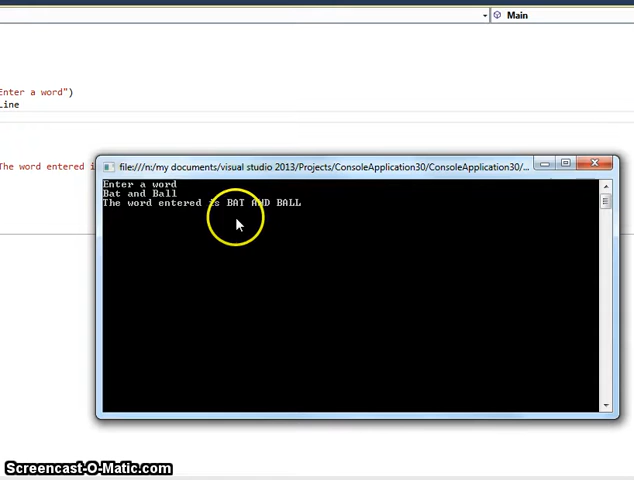 Main
Enter a word")
Line
The word entered i
file:///n:/my documents/visual studio 2013/Projects/ConsoleApplication30/ConsoleApplication30/...
Enter a word
Bat and Ball
The word entered is BAT AND BALL
Screencast-O-Matic.com